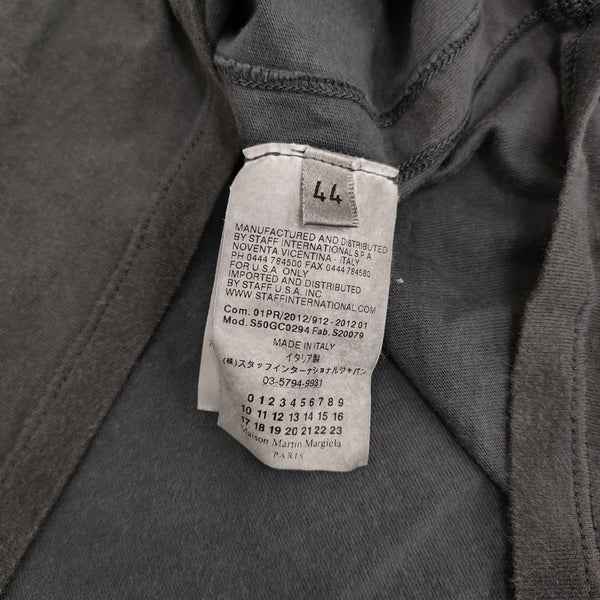 44
MANUFACTURED AND DISTRIBUTED
BY STAFF INTERNATIONAL S.P.A.
NOVENTA VICENTINA - ITALY
PH 0444 784500 FAX 0444 784580
FOR U.S.A. ONLY
IMPORTED AND DISTRIBUTED
BY STAFF U.S.A. INC
WWW.STAFFINTERNATIONAL.COM
Com. 01PR/2012/912 - 2012 01
Mod. S50GC0294 Fab. S20079
MADE IN ITALY
イタリア製
(株)スタッフインターナショナルジャパン
03-5794-9931
0 1 2 3 4 5 6 7 8 9
10 11 12 13 14 15 16
17 18 19 20 21 22 23
Maison Martin Margiela
PARIS